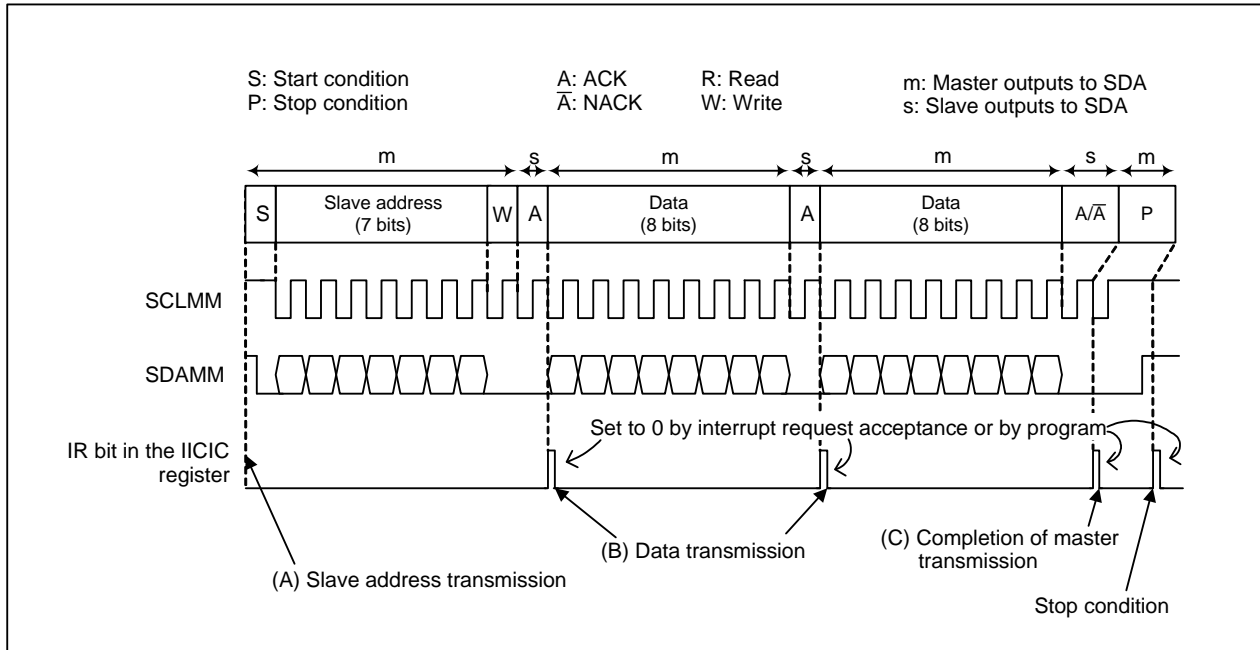 S: Start condition
P: Stop condition
A: ACK
A̅: NACK
R: Read
W: Write
m: Master outputs to SDA
s: Slave outputs to SDA
m s m s m s m
S Slave address (7 bits) W A Data (8 bits) A Data (8 bits) A/A̅ P
SCLMM
SDAMM
IR bit in the IICIC
register
Set to 0 by interrupt request acceptance or by program
(A) Slave address transmission
(B) Data transmission
(C) Completion of master
transmission
Stop condition